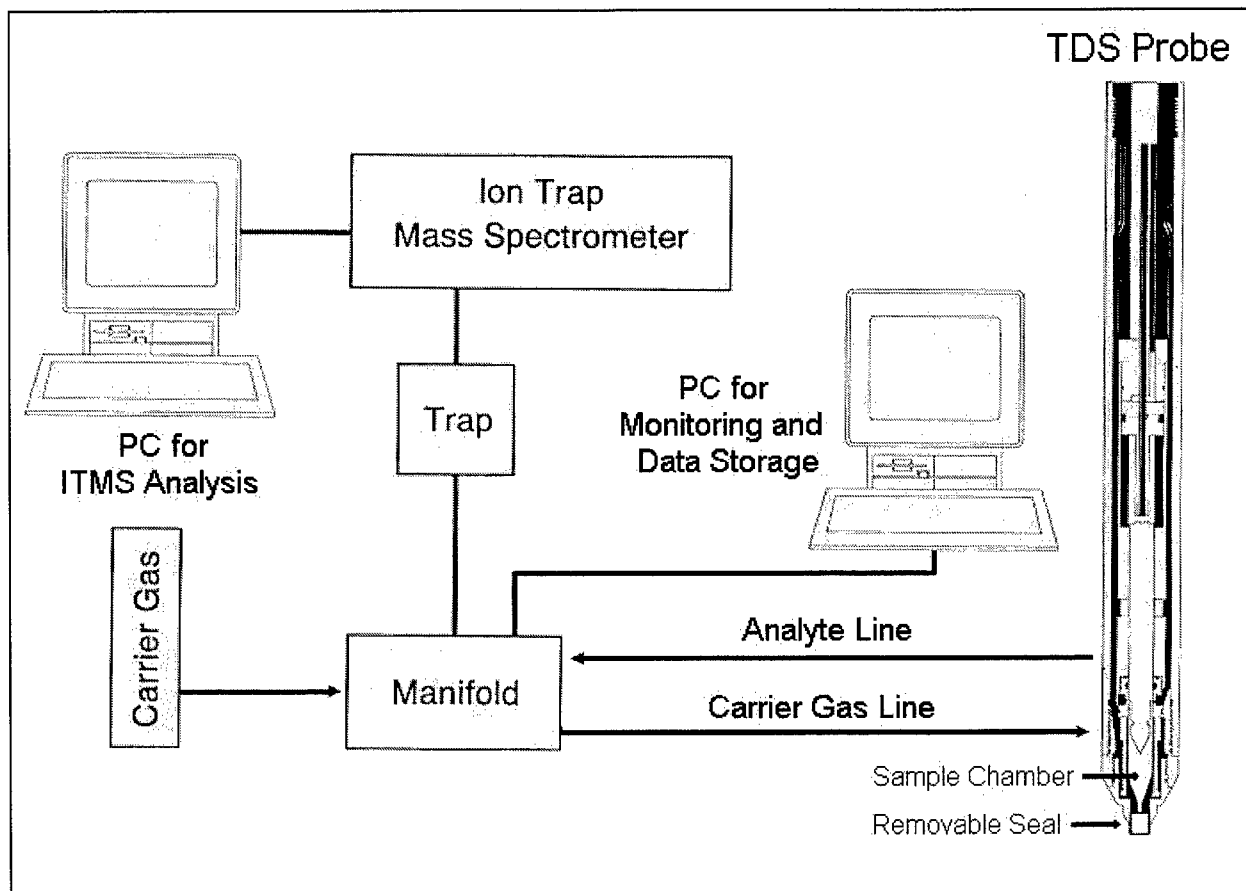 TDS Probe
Ion Trap
Mass Spectrometer
PC for
ITMS Analysis
Trap
PC for
Monitoring and
Data Storage
Carrier Gas
Manifold
Analyte Line
Carrier Gas Line
Sample Chamber
Removable Seal